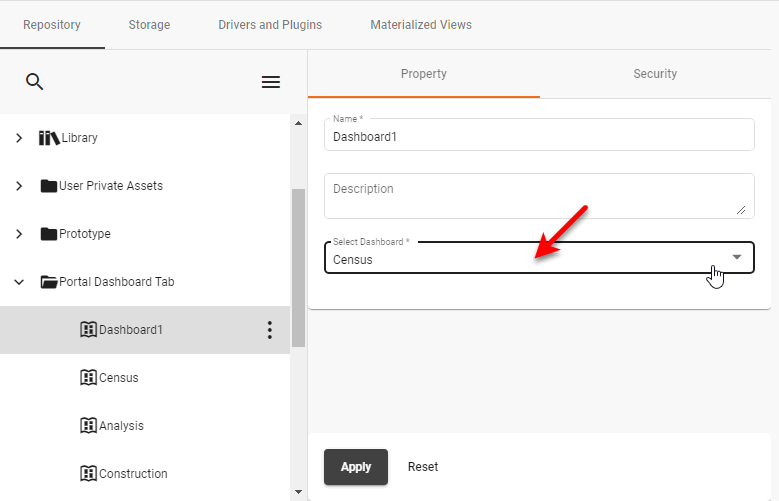 Repository Storage Drivers and Plugins Materialized Views
Library
User Private Assets
Prototype
Portal Dashboard Tab
Dashboard1
Census
Analysis
Construction
Property Security
Name *
Dashboard1
Description
Select Dashboard *
Census
Apply Reset